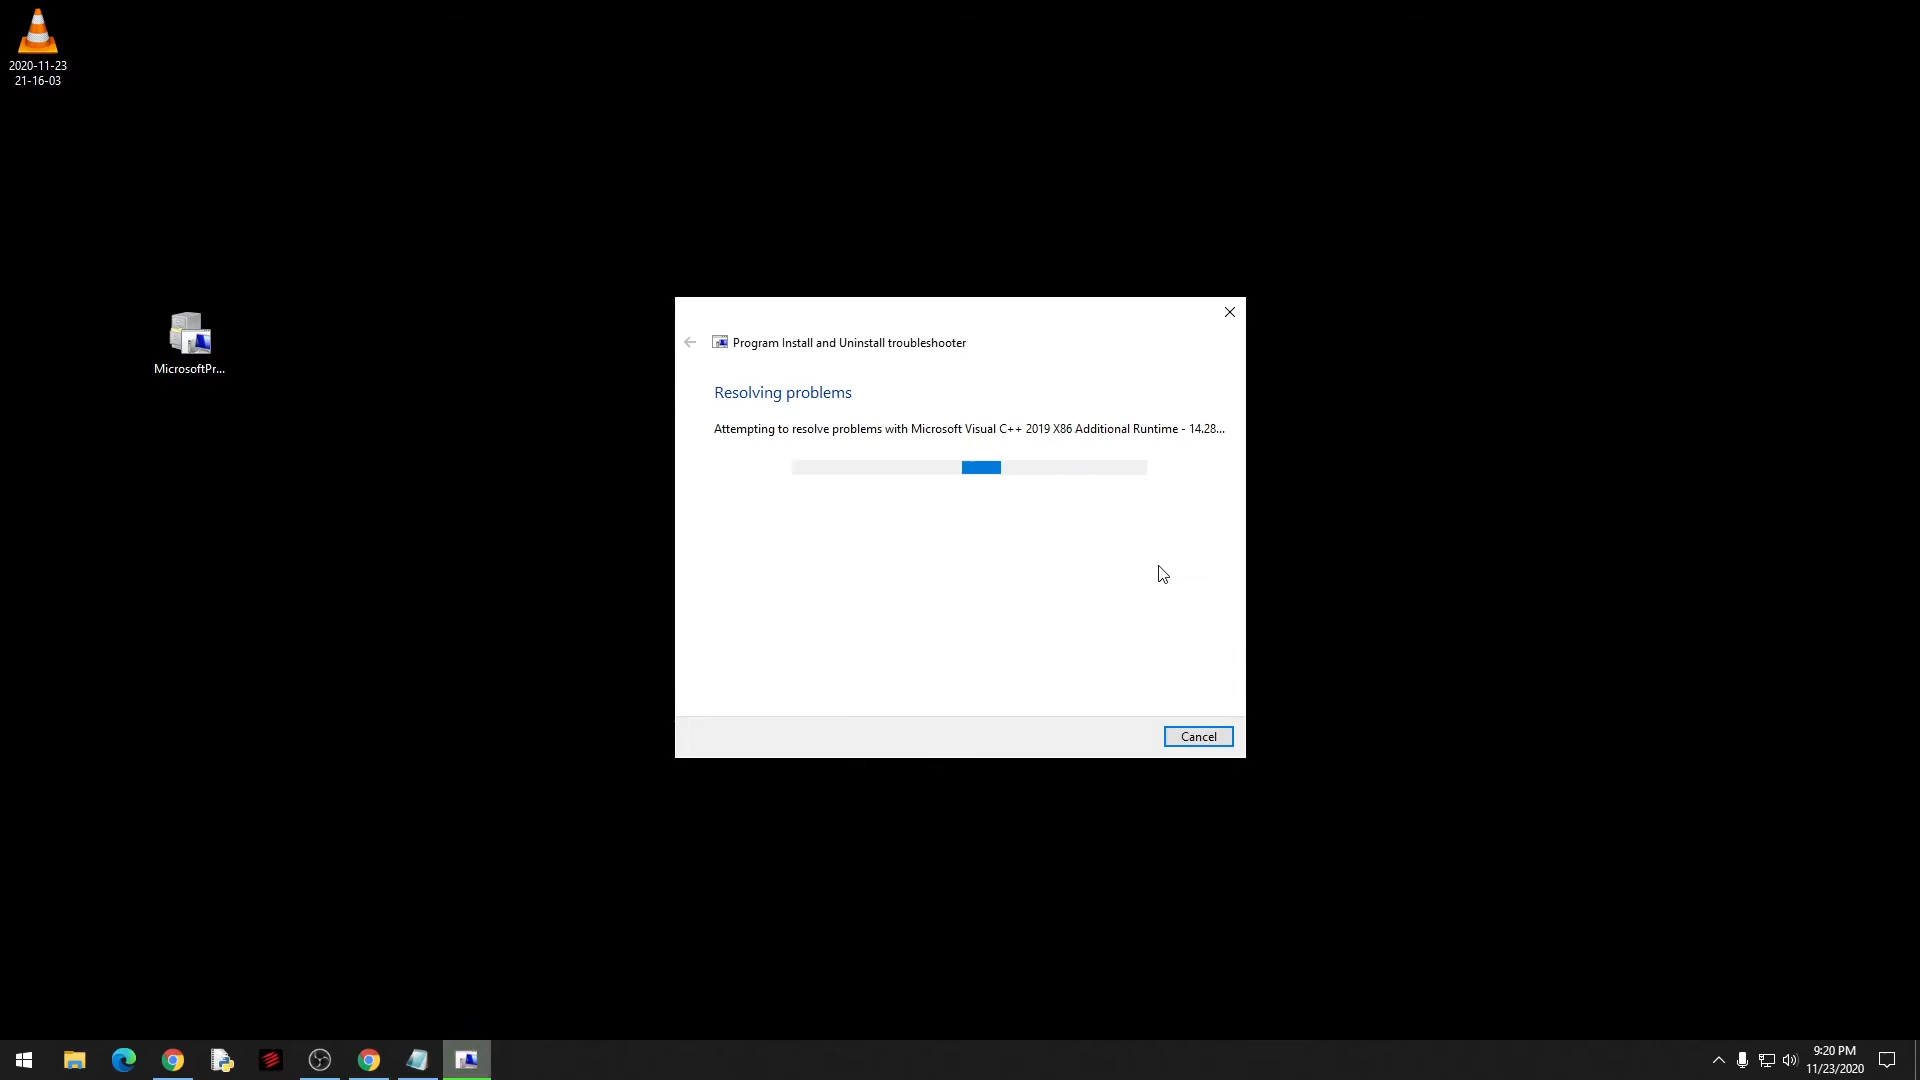 2020-11-23
21-16-03
MicrosoftPr...
Program Install and Uninstall troubleshooter
Resolving problems
Attempting to resolve problems with Microsoft Visual C++ 2019 X86 Additional Runtime - 14.28...
Cancel
9:20 PM
11/23/2020